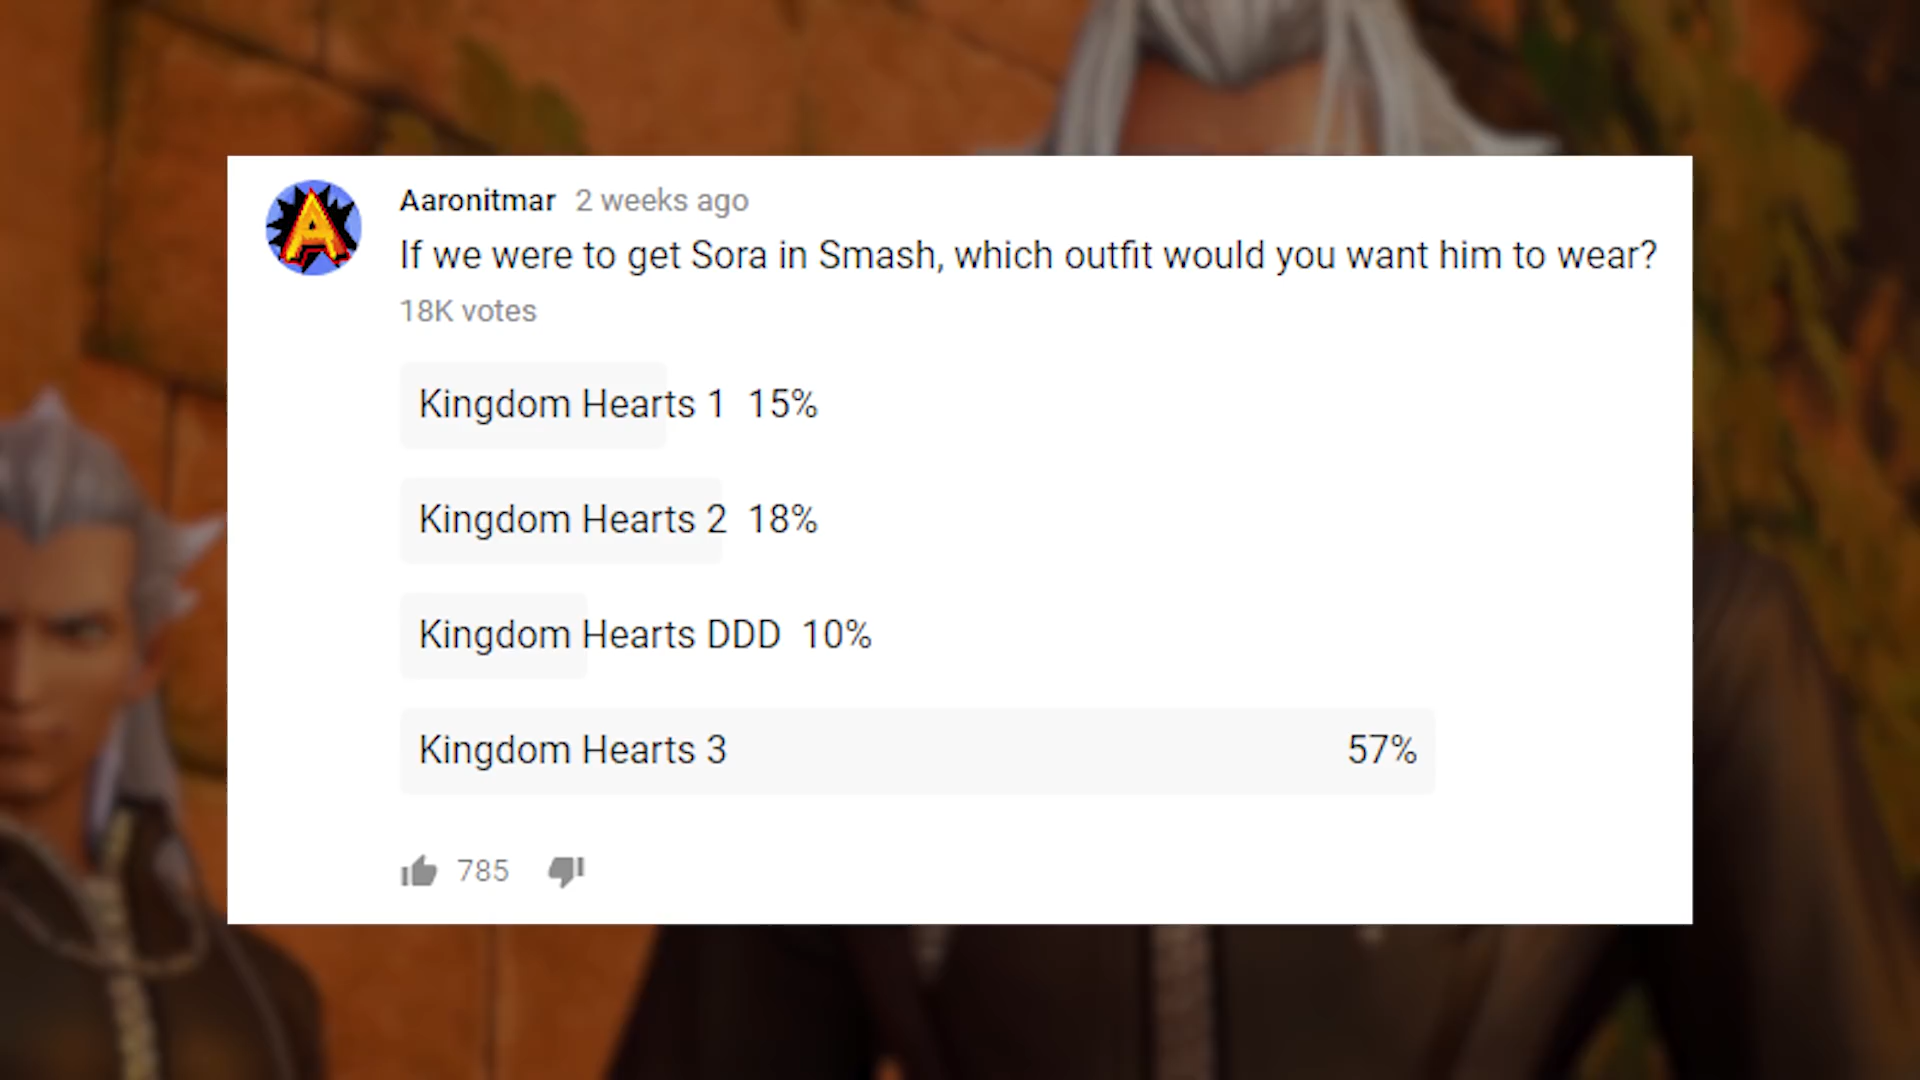 Aaronitmar 2 weeks ago
If we were to get Sora in Smash, which outfit would you want him to wear?
18K votes
Kingdom Hearts 1 15%
Kingdom Hearts 2 18%
Kingdom Hearts DDD 10%
Kingdom Hearts 3 57%
785